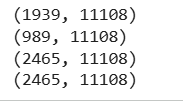 (1939, 11108)
(989, 11108)
(2465, 11108)
(2465, 11108)